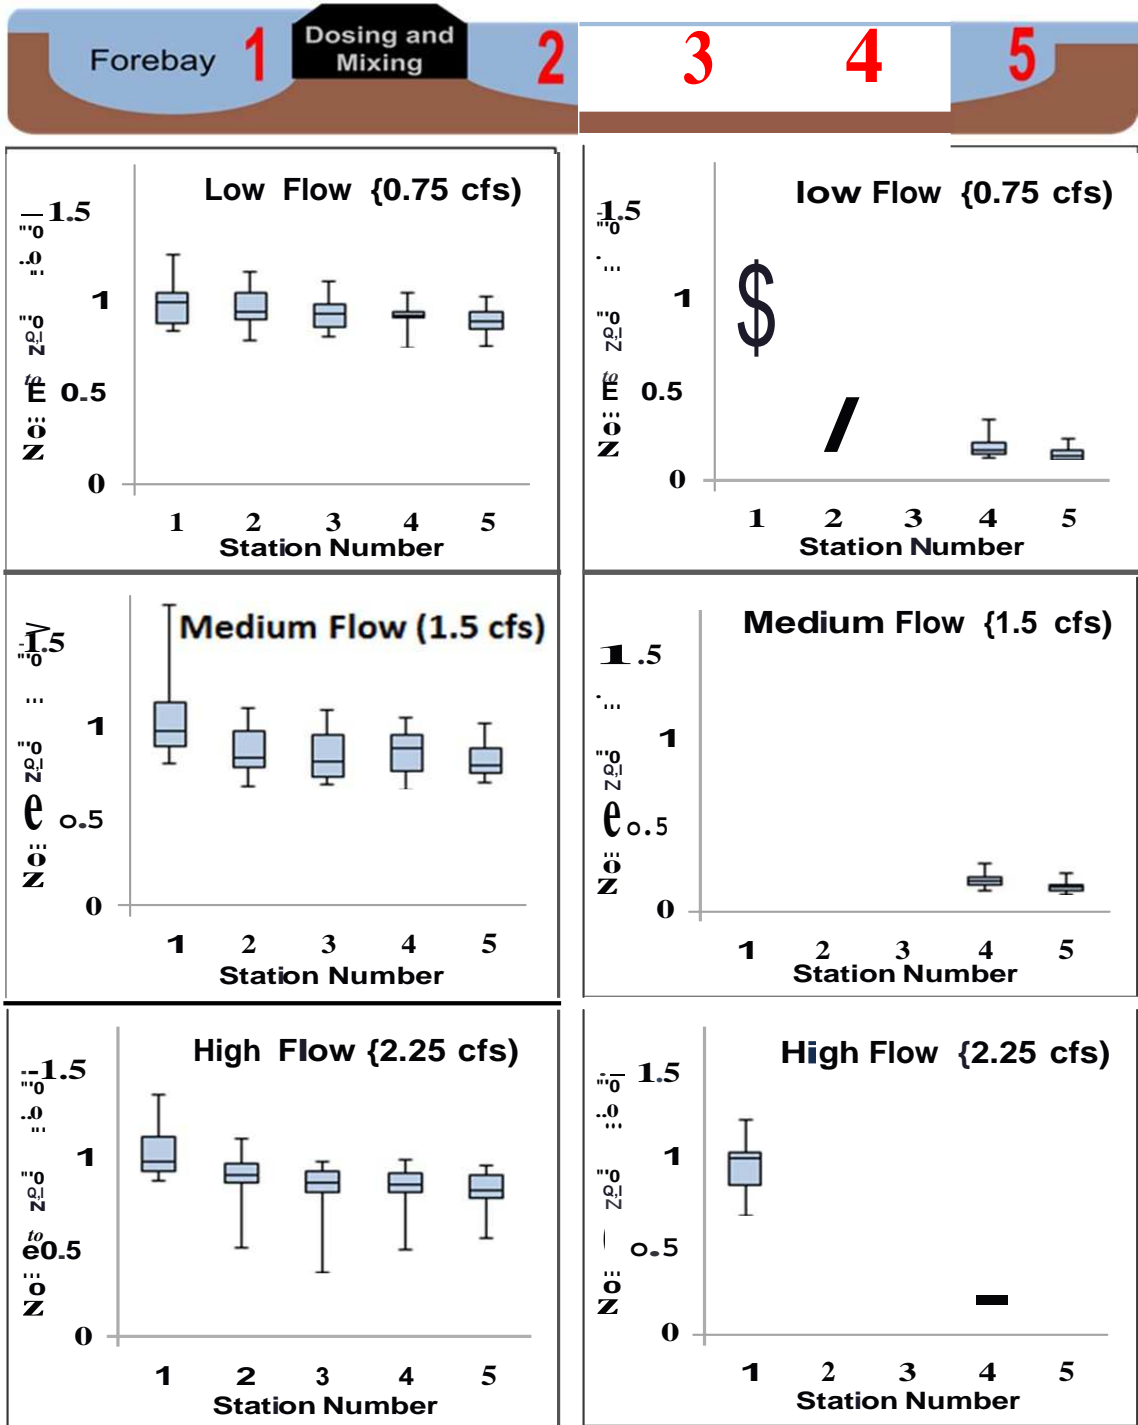 Forebay 1 Dosing and Mixing 2 3 4 5
Low Flow {0.75 cfs)
1.5
1
E 0.5
0
1 2 3 4 5
Station Number
low Flow {0.75 cfs)
1.5
1
$
E 0.5
/
0
1 2 3 4 5
Station Number
Medium Flow (1.5 cfs)
1.5
1
e 0.5
0
1 2 3 4 5
Station Number
Medium Flow {1.5 cfs)
1.5
1
e 0.5
0
1 2 3 4 5
Station Number
High Flow {2.25 cfs)
1.5
1
e0.5
0
1 2 3 4 5
Station Number
High Flow {2.25 cfs)
1.5
1
0.5
0
1 2 3 4 5
Station Number